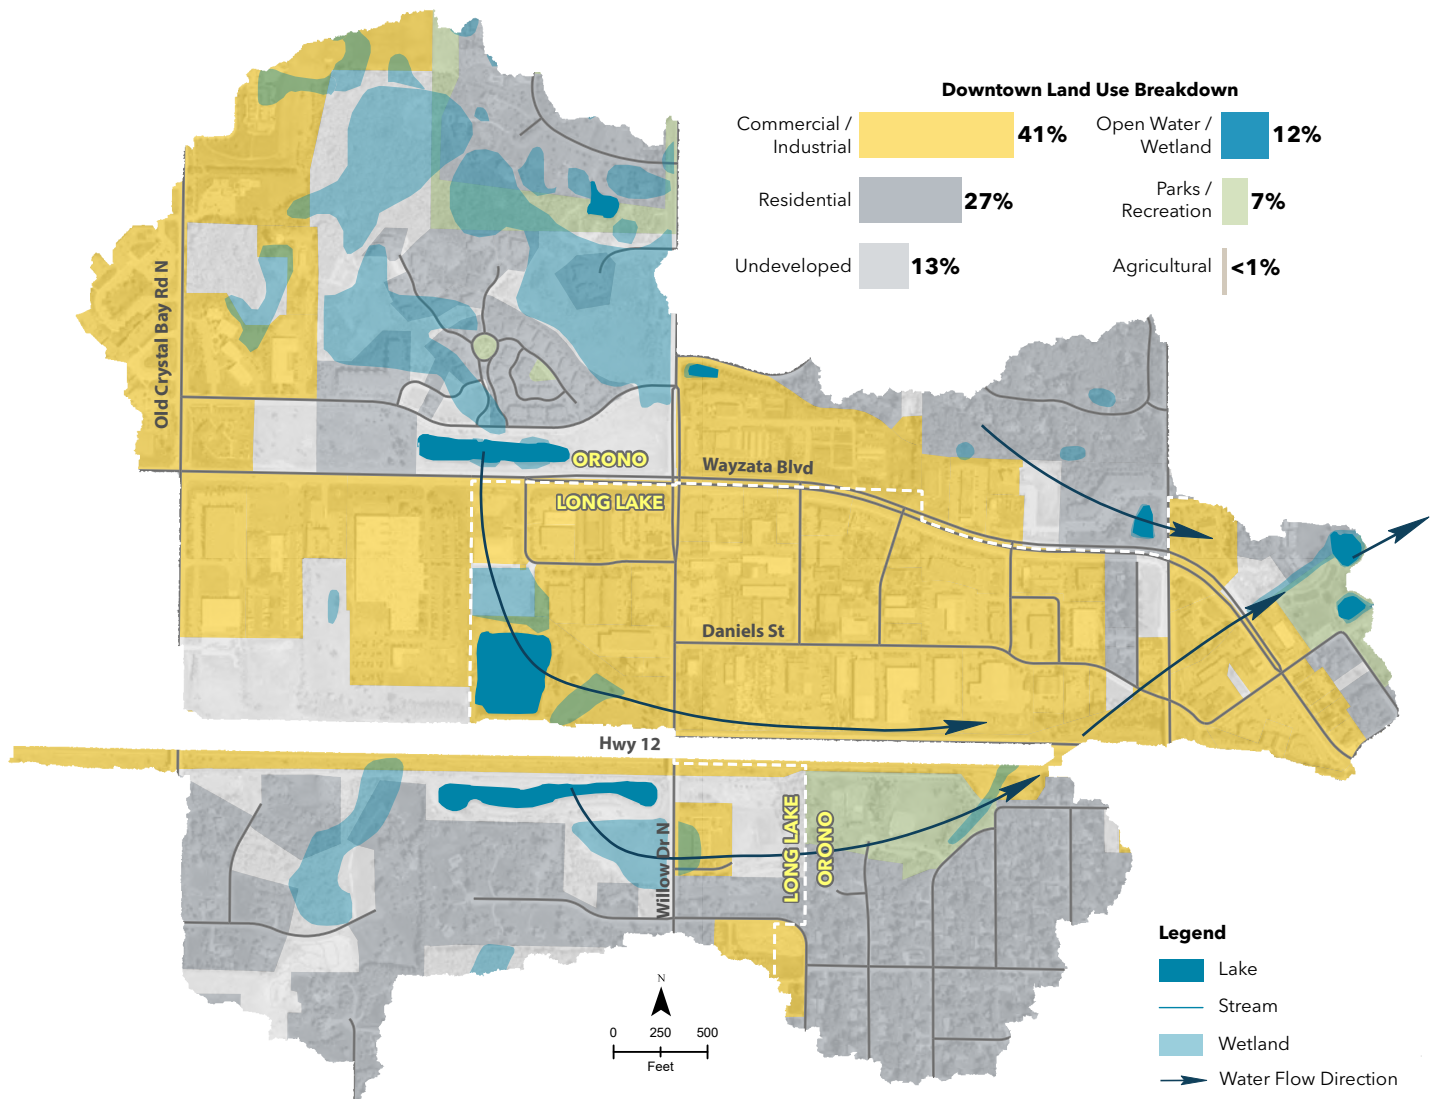 Downtown Land Use Breakdown
Commercial /
Industrial
41%
Open Water /
Wetland
12%
Residential
27%
Parks /
Recreation
7%
Undeveloped
13%
Agricultural
<1%
Old Crystal Bay Rd N
ORONO
Wayzata Blvd
LONG LAKE
Daniels St
Hwy 12
Willow Dr N
LONG LAKE
ORONO
N
0 250 500
Feet
Legend
Lake
Stream
Wetland
Water Flow Direction